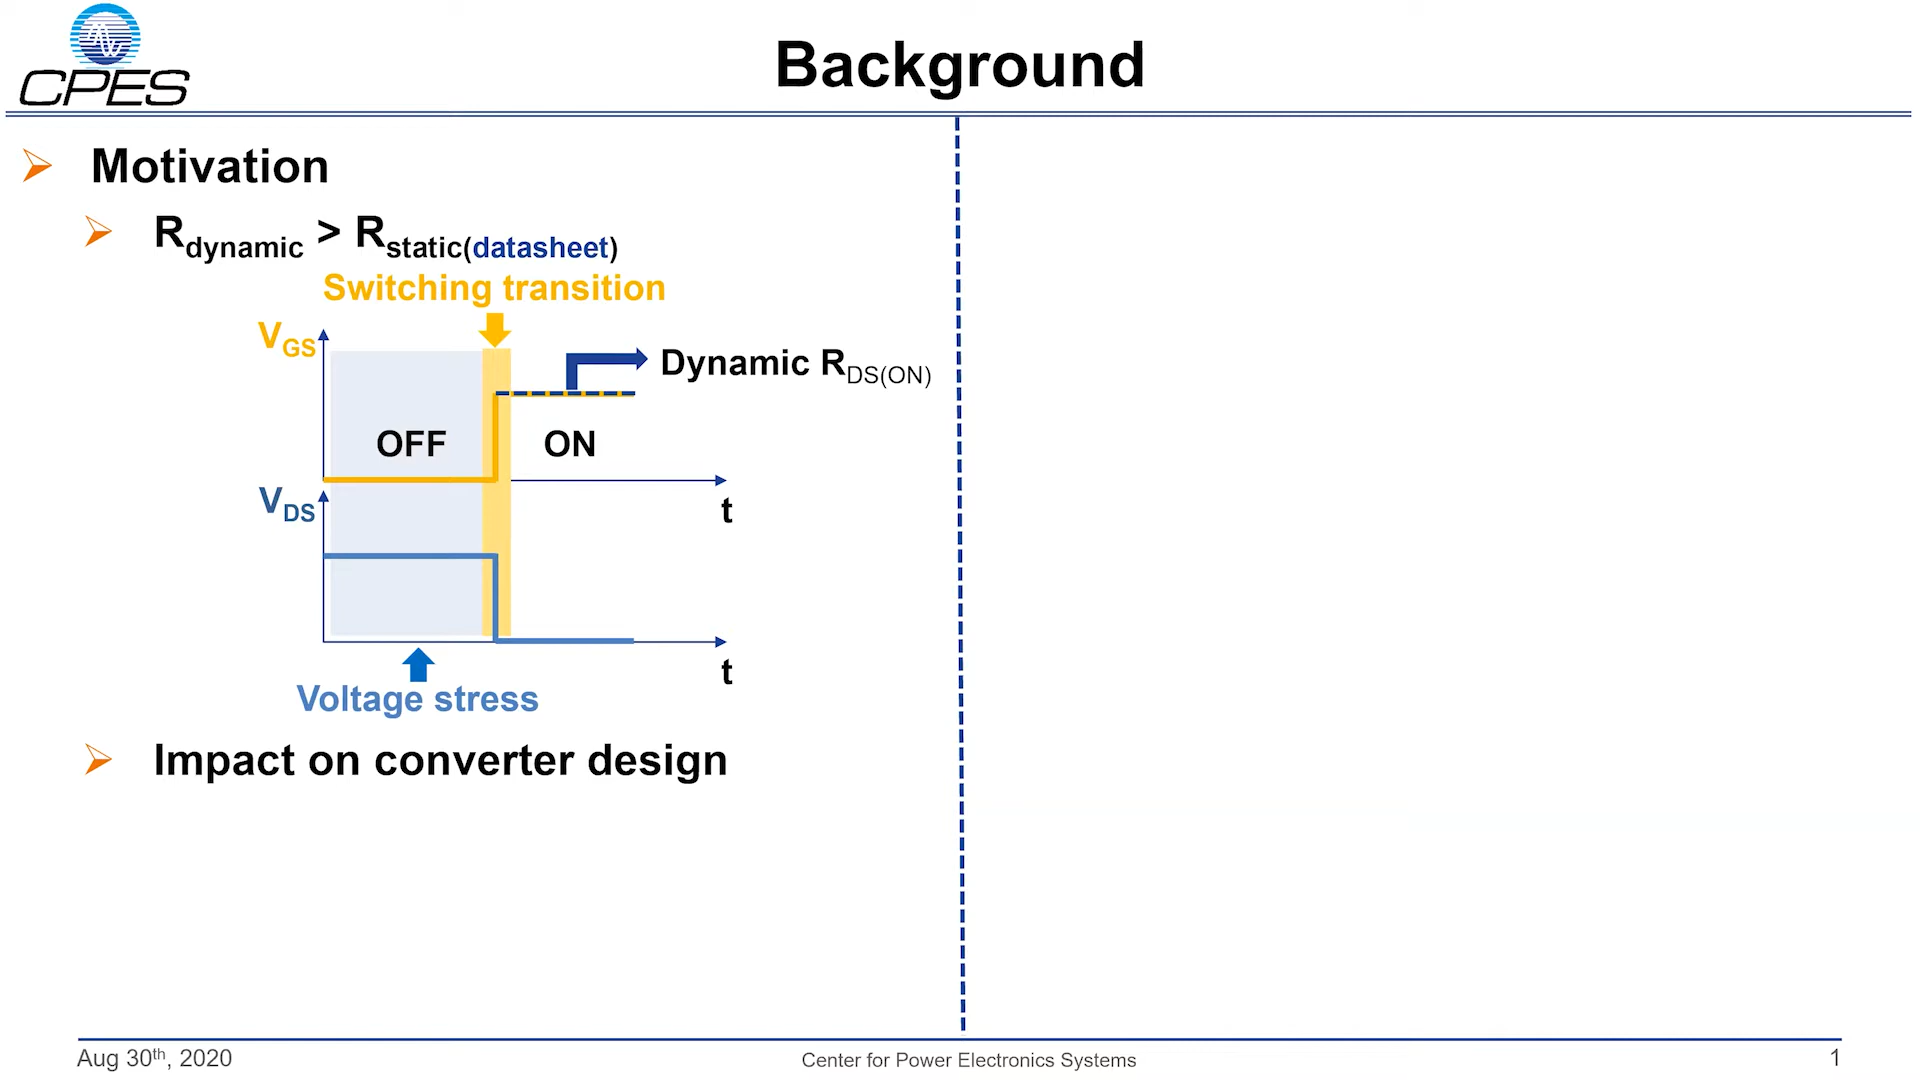 CPES
Background
Motivation
Rdynamic > Rstatic(datasheet)
Switching transition
VGS
Dynamic RDS(ON)
OFF
ON
t
VDS
t
Voltage stress
Impact on converter design
Aug 30th, 2020
Center for Power Electronics Systems
1